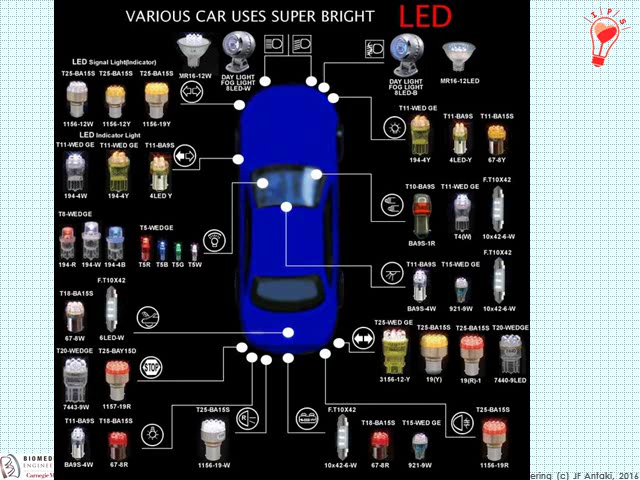 VARIOUS CAR USES SUPER BRIGHT LED
I P S
LED Signal Light(Indicator)
T25-BA15S T25-BA15S T25-BA15S
1156-12W 1156-12Y 1156-19Y
MR16-12W
DAY LIGHT
FOG LIGHT
8LED-W
DAY LIGHT
FOG LIGHT
8LED-B
MR16-12LED
LED Indicator Light
T11-WED GE T11-WED GE T11-BA9S
194-4W 194-4Y 4LED Y
T11-WED GE T11-BA9S T11-BA15S
194-4Y 4LED-Y 67-8Y
T8-WEDGE
194-R 194-W 194-4B
T5-WEDGE
T5R T5B T5G T5W
T10-BA9S T11-WED GE F.T10X42
BA9S-1R T4(W) 10x42-6-W
T18-BA15S F.T10X42
67-8W 6LED-W
T11-BA9S T15-WED GE F.T10X42
BA9S-4W 921-9W 10x42-6-W
T20-WEDGE T25-BAY15D
STOP
7443-9W 1157-19R
T25-WED GE T25-BA15S T25-BA15S T20-WEDGE
3156-12-Y 19(Y) 19(R)-1 7440-9LED
T11-BA9S T18-BA15S
BA9S-4W 67-8R
T25-BA15S
R
1156-19-W
F.T10X42 T18-BA15S T15-WED GE
10x42-6-W 67-8R 921-9W
T25-BA15S
1156-19R
BIOMED
ENGINEE
Carnegie M
ering (c) JF Antaki, 2016